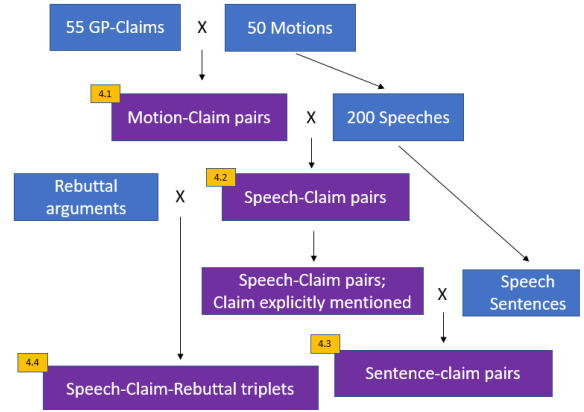 55 GP-Claims
X
50 Motions
4.1
Motion-Claim pairs
X
200 Speeches
Rebuttal
arguments
X
4.2
Speech-Claim pairs
Speech-Claim pairs;
Claim explicitly mentioned
X
Speech
Sentences
4.4
Speech-Claim-Rebuttal triplets
4.3
Sentence-claim pairs